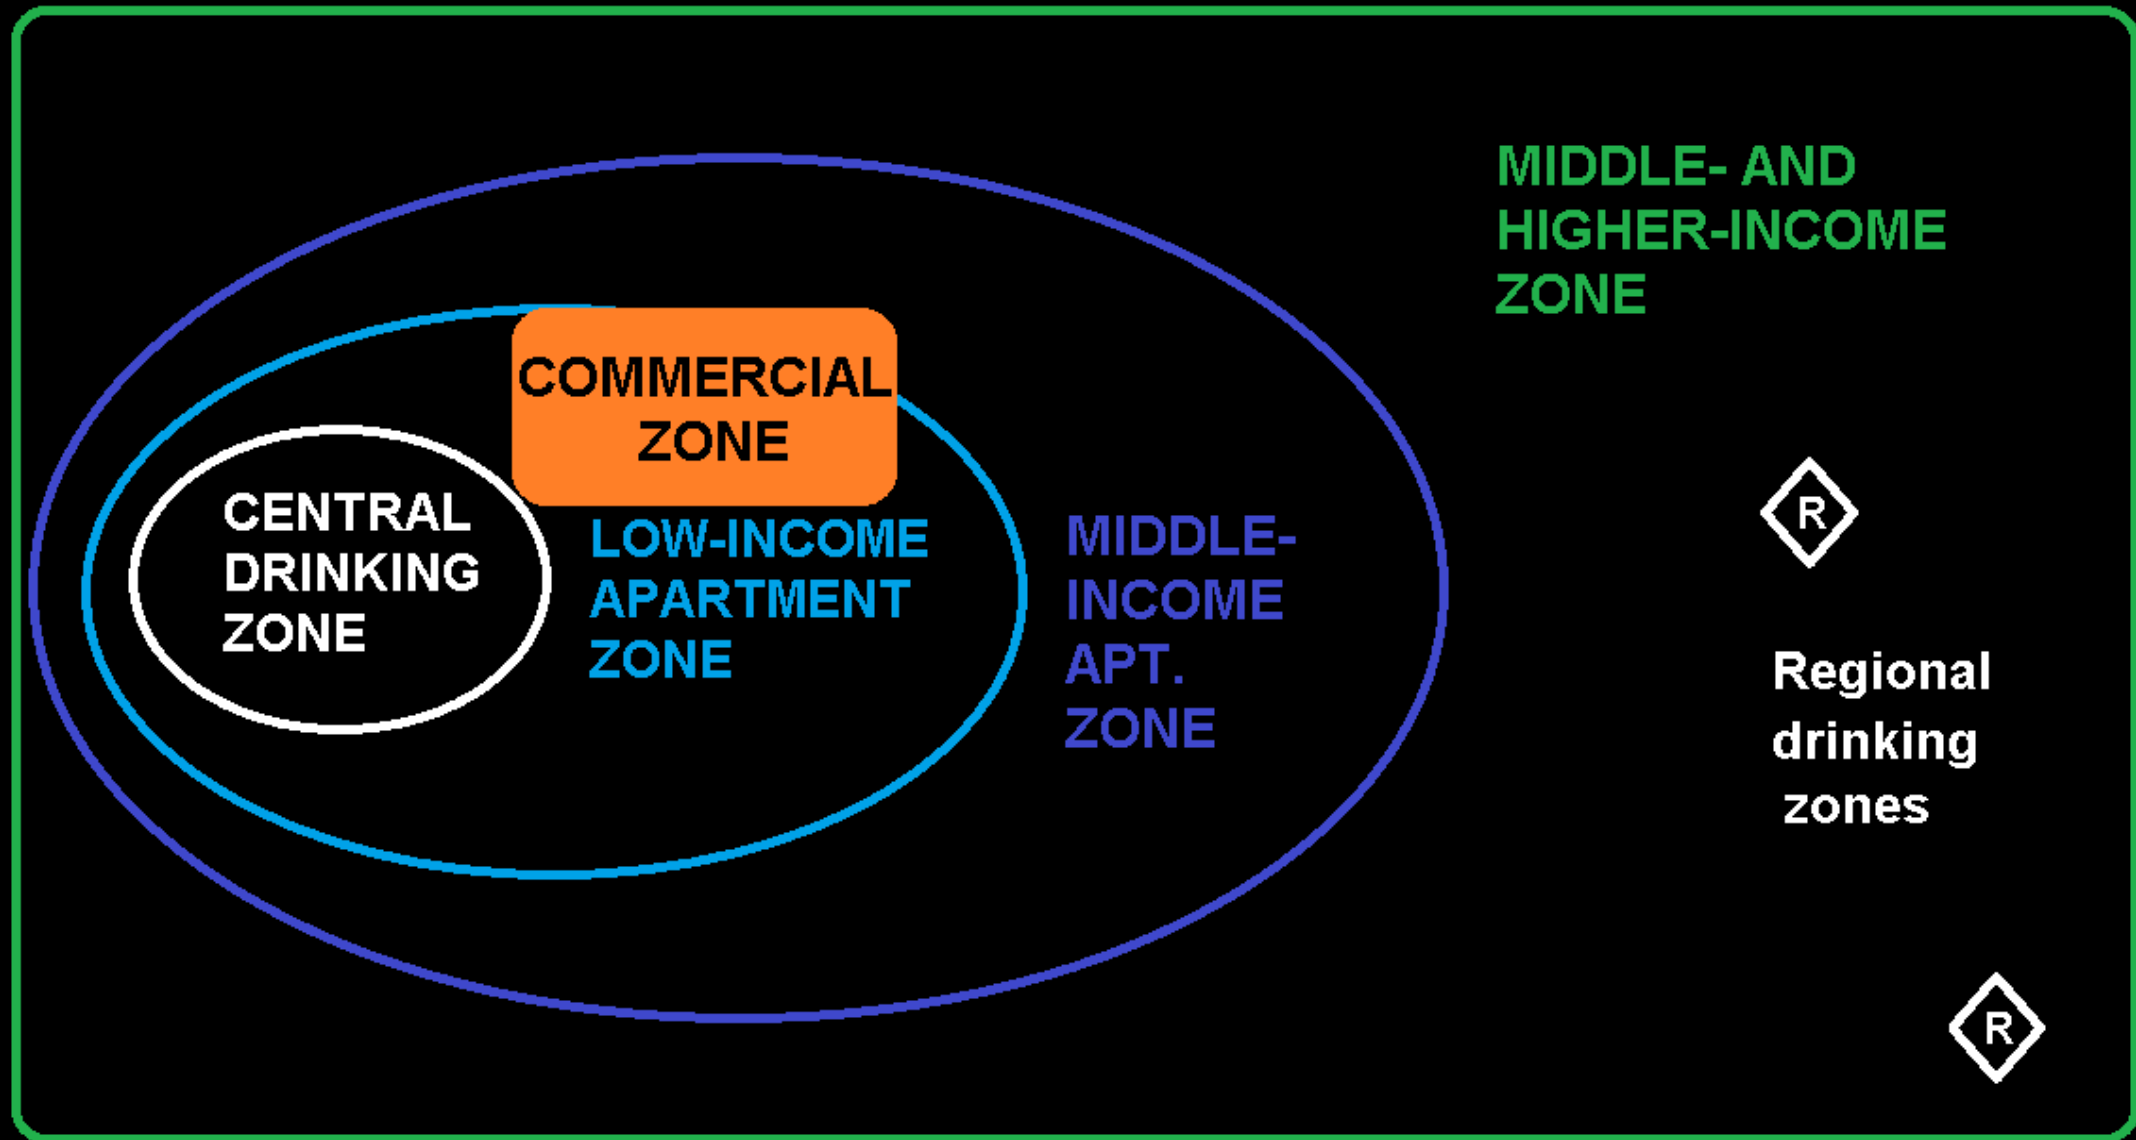 MIDDLE- AND
HIGHER-INCOME
ZONE
COMMERCIAL
ZONE
CENTRAL
DRINKING
ZONE
LOW-INCOME
APARTMENT
ZONE
MIDDLE-
INCOME
APT.
ZONE
R
Regional
drinking
zones
R